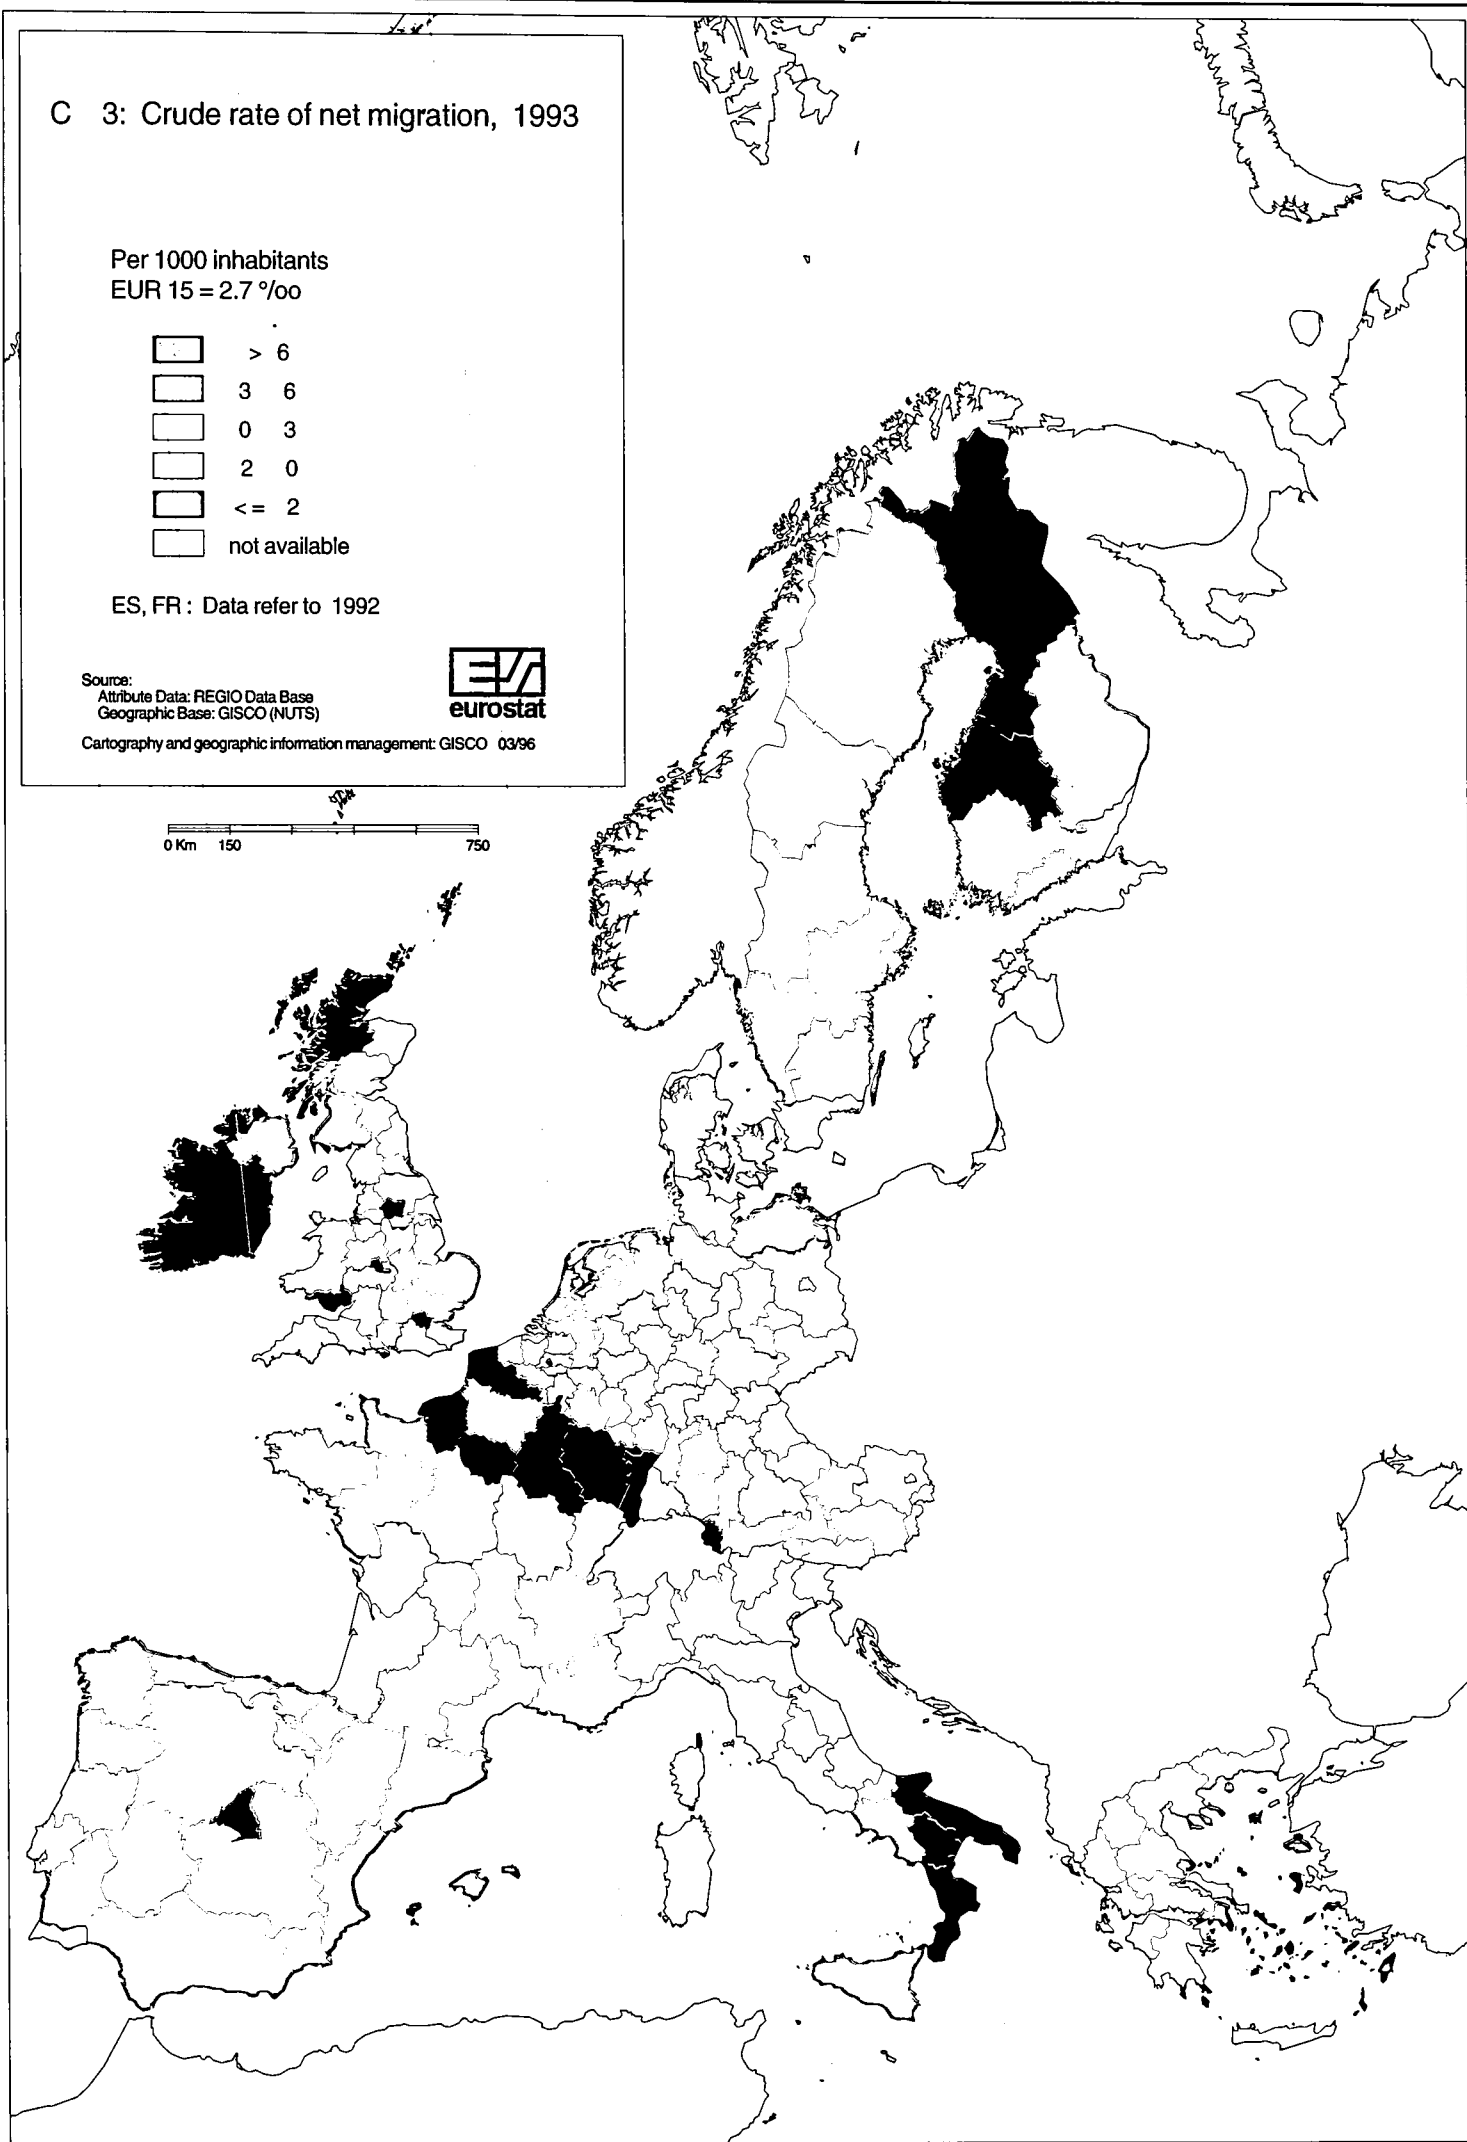 C 3: Crude rate of net migration, 1993
Per 1000 inhabitants
EUR 15 = 2.7 °/oo
> 6
3 6
0 3
2 0
<= 2
not available
ES, FR : Data refer to 1992
Source:
Attribute Data: REGIO Data Base
Geographic Base: GISCO (NUTS)
eurostat
Cartography and geographic information management: GISCO 03/96
0 Km 150 750